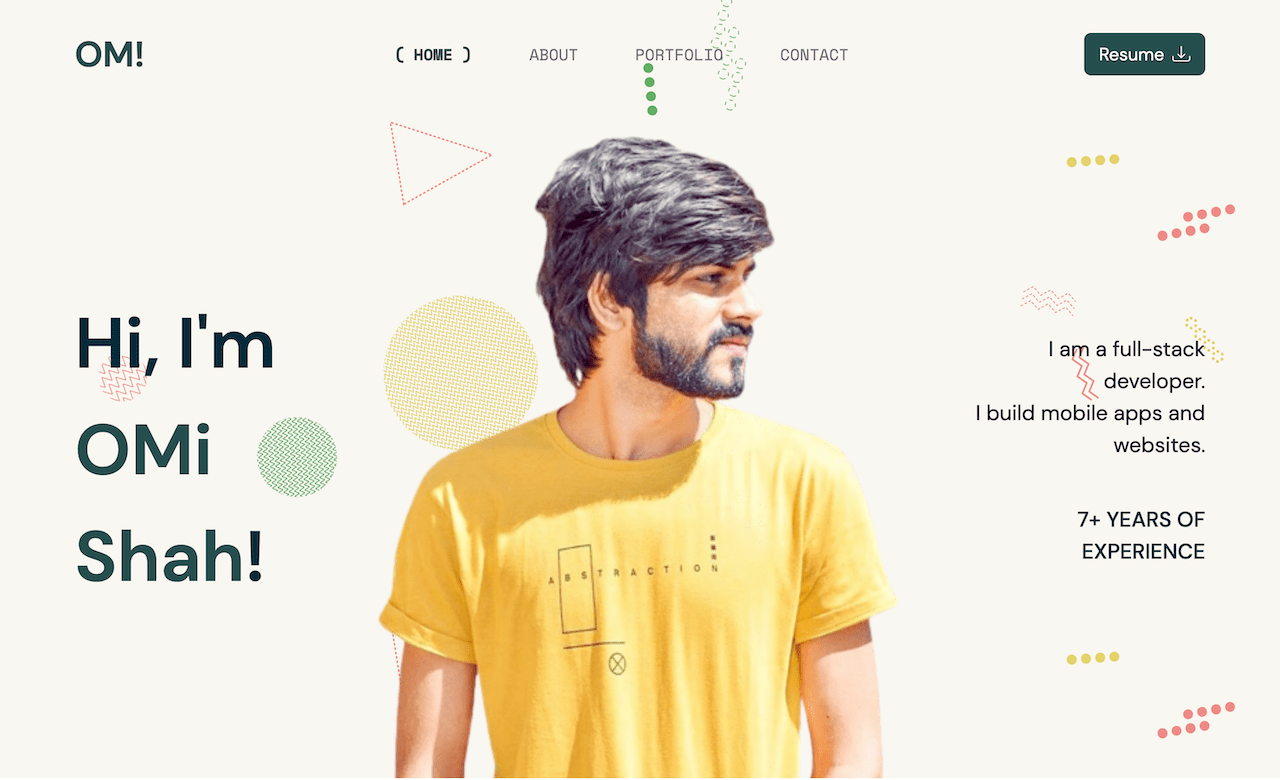 OM!
( HOME )
ABOUT
PORTFOLIO
CONTACT
Resume
Hi, I'm
OMi
Shah!
ABSTRACTION
I am a full-stack
developer.
I build mobile apps and
websites.
7+ YEARS OF
EXPERIENCE